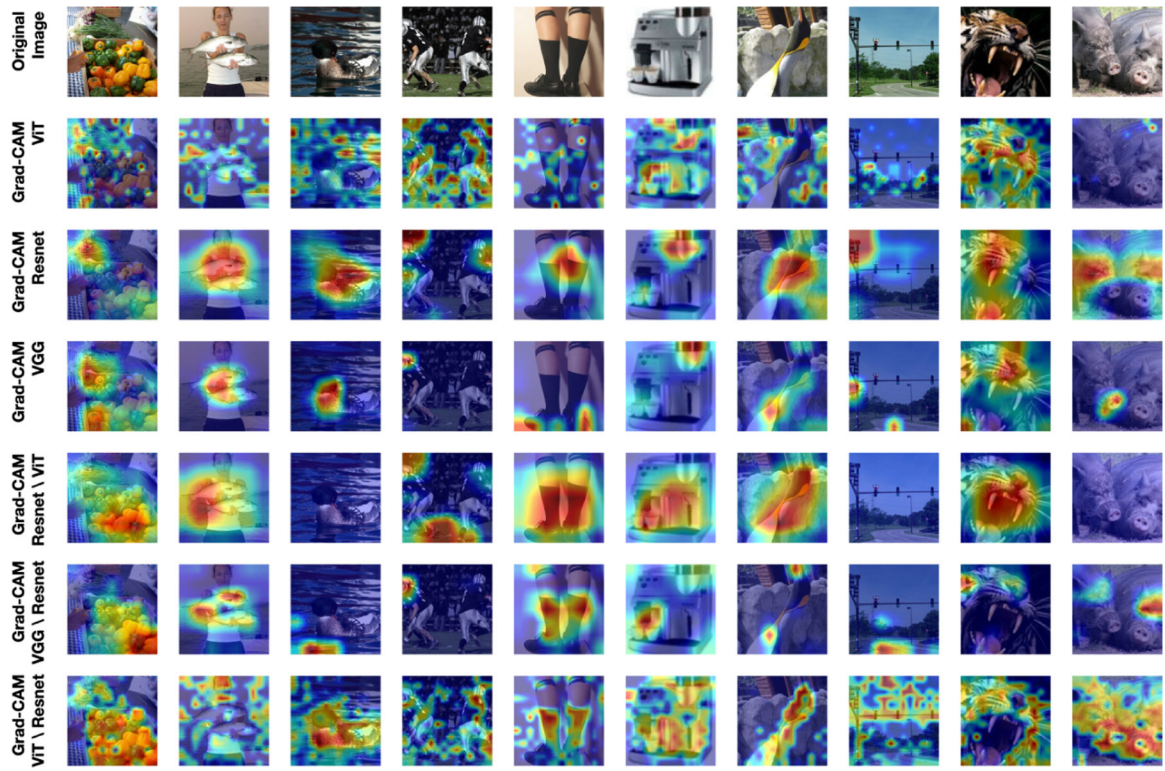 Original
Image
Grad-CAM
ViT
Grad-CAM
Resnet
Grad-CAM
VGG
Grad-CAM
Resnet \ ViT
Grad-CAM
VGG \ Resnet
Grad-CAM
ViT \ Resnet